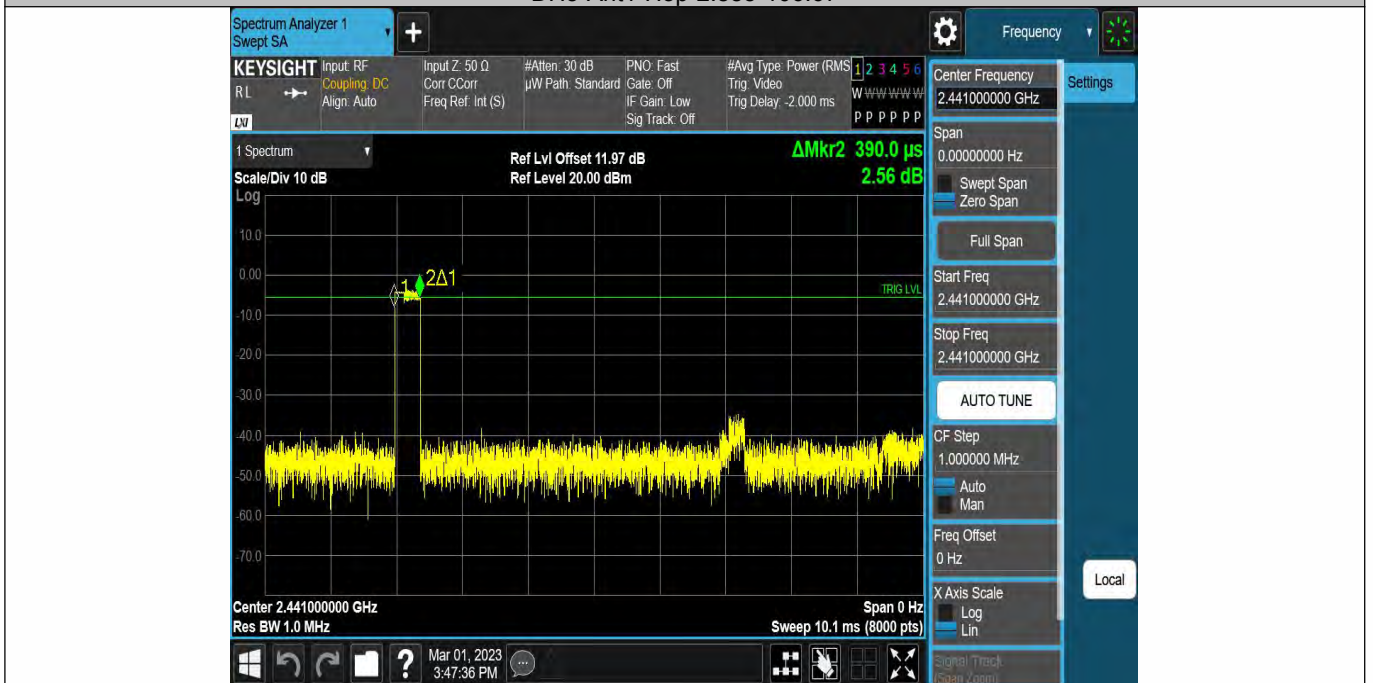 Spectrum Analyzer 1
Swept SA
+
Frequency
KEYSIGHT
RL
LXI
Input: RF
Coupling: DC
Align: Auto
Input Z: 50 Ω
Corr CCorr
Freq Ref: Int (S)
#Atten: 30 dB
µW Path: Standard
PNO: Fast
Gate: Off
IF Gain: Low
Sig Track: Off
#Avg Type: Power (RMS
Trig: Video
Trig Delay: -2.000 ms
1 2 3 4 5 6
W W W W W W
P P P P P P
Center Frequency
2.441000000 GHz
Settings
1 Spectrum
Scale/Div 10 dB
Log
Ref Lvl Offset 11.97 dB
Ref Level 20.00 dBm
ΔMkr2 390.0 µs
2.56 dB
Span
0.00000000 Hz
Swept Span
Zero Span
Full Span
Start Freq
2.441000000 GHz
Stop Freq
2.441000000 GHz
AUTO TUNE
CF Step
1.000000 MHz
Auto
Man
Freq Offset
0 Hz
X Axis Scale
Log
Lin
Signal Track
(Span Zoom)
Local
10.0
0.00
-10.0
-20.0
-30.0
-40.0
-50.0
-60.0
-70.0
1
2Δ1
TRIG LVL
Center 2.441000000 GHz
Res BW 1.0 MHz
Span 0 Hz
Sweep 10.1 ms (8000 pts)
?
Mar 01, 2023
3:47:36 PM